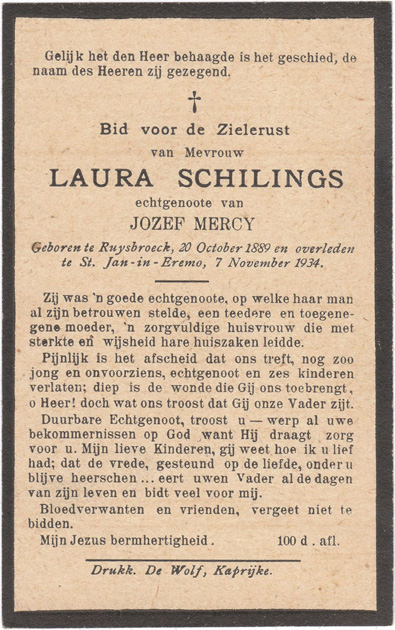 Gelijk het den Heer behaagde is het geschied, de
naam des Heeren zij gezegend.
Bid voor de Zielerust
van Mevrouw
LAURA SCHILINGS
echtgenoote van
JOZEF MERCY
Geboren te Ruysbroeck, 20 October 1889 en overleden
te St. Jan-in-Eremo, 7 November 1934.
Zij was 'n goede echtgenoote, op welke haar man
al zijn betrouwen stelde, een teedere en toegene-
gene moeder, 'n zorgvuldige huisvrouw die met
sterkte en wijsheid hare huiszaken leidde.
Pijnlijk is het afscheid dat ons treft, nog zoo
jong en onvoorziens, echtgenoot en zes kinderen
verlaten; diep is de wonde die Gij ons toebrengt,
o Heer! doch wat ons troost dat Gij onze Vader zijt.
Duurbare Echtgenoot, troost u — werp al uwe
bekommernissen op God want Hij draagt zorg
voor u. Mijn lieve Kinderen, gij weet hoe ik u lief
had; dat de vrede, gesteund op de liefde, onder u
blijve heerschen ... eert uwen Vader al de dagen
van zijn leven en bidt veel voor mij.
Bloedverwanten en vrienden, vergeet niet te
bidden.
Mijn Jezus bermhertigheid. 100 d. afl.
Drukk. De Wolf, Kaprijke.